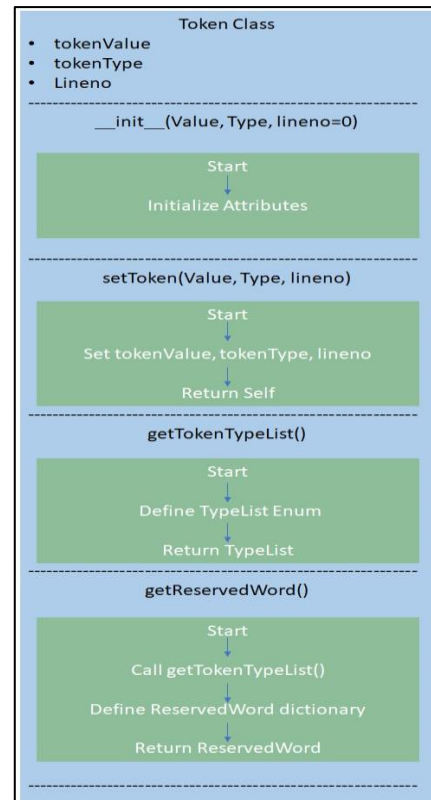 Token Class
• tokenValue
• tokenType
• Lineno
__init__(Value, Type, lineno=0)
Start
Initialize Attributes
setToken(Value, Type, lineno)
Start
Set tokenValue, tokenType, lineno
Return Self
getTokenTypeList()
Start
Define TypeList Enum
Return TypeList
getReservedWord()
Start
Call getTokenTypeList()
Define ReservedWord dictionary
Return ReservedWord